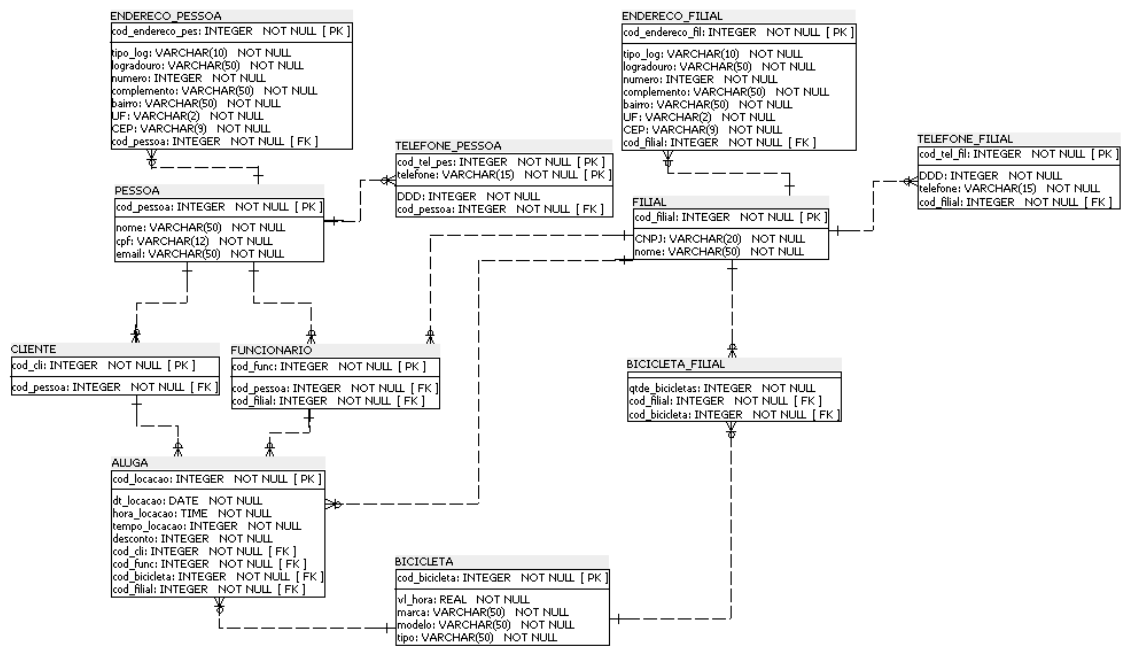 ENDERECO_PESSOA
cod_endereco_pes: INTEGER NOT NULL [ PK ]
tipo_log: VARCHAR(10) NOT NULL
logradouro: VARCHAR(50) NOT NULL
numero: INTEGER NOT NULL
complemento: VARCHAR(50) NOT NULL
bairro: VARCHAR(50) NOT NULL
UF: VARCHAR(2) NOT NULL
CEP: VARCHAR(9) NOT NULL
cod_pessoa: INTEGER NOT NULL [ FK ]
ENDERECO_FILIAL
cod_endereco_fil: INTEGER NOT NULL [ PK ]
tipo_log: VARCHAR(10) NOT NULL
logradouro: VARCHAR(50) NOT NULL
numero: INTEGER NOT NULL
complemento: VARCHAR(50) NOT NULL
bairro: VARCHAR(50) NOT NULL
UF: VARCHAR(2) NOT NULL
CEP: VARCHAR(9) NOT NULL
cod_filial: INTEGER NOT NULL [ FK ]
TELEFONE_PESSOA
cod_tel_pes: INTEGER NOT NULL [ PK ]
telefone: VARCHAR(15) NOT NULL [ PK ]
DDD: INTEGER NOT NULL
cod_pessoa: INTEGER NOT NULL [ FK ]
TELEFONE_FILIAL
cod_tel_fil: INTEGER NOT NULL [ PK ]
DDD: INTEGER NOT NULL
telefone: VARCHAR(15) NOT NULL
cod_filial: INTEGER NOT NULL [ FK ]
PESSOA
cod_pessoa: INTEGER NOT NULL [ PK ]
nome: VARCHAR(50) NOT NULL
cpf: VARCHAR(12) NOT NULL
email: VARCHAR(50) NOT NULL
FILIAL
cod_filial: INTEGER NOT NULL [ PK ]
CNPJ: VARCHAR(20) NOT NULL
nome: VARCHAR(50) NOT NULL
CLIENTE
cod_cli: INTEGER NOT NULL [ PK ]
cod_pessoa: INTEGER NOT NULL [ FK ]
FUNCIONARIO
cod_func: INTEGER NOT NULL [ PK ]
cod_pessoa: INTEGER NOT NULL [ FK ]
cod_filial: INTEGER NOT NULL [ FK ]
BICICLETA_FILIAL
qtde_bicicletas: INTEGER NOT NULL
cod_filial: INTEGER NOT NULL [ FK ]
cod_bicicleta: INTEGER NOT NULL [ FK ]
ALUGA
cod_locacao: INTEGER NOT NULL [ PK ]
dt_locacao: DATE NOT NULL
hora_locacao: TIME NOT NULL
tempo_locacao: INTEGER NOT NULL
desconto: INTEGER NOT NULL
cod_cli: INTEGER NOT NULL [ FK ]
cod_func: INTEGER NOT NULL [ FK ]
cod_bicicleta: INTEGER NOT NULL [ FK ]
cod_filial: INTEGER NOT NULL [ FK ]
BICICLETA
cod_bicicleta: INTEGER NOT NULL [ PK ]
vl_hora: REAL NOT NULL
marca: VARCHAR(50) NOT NULL
modelo: VARCHAR(50) NOT NULL
tipo: VARCHAR(50) NOT NULL